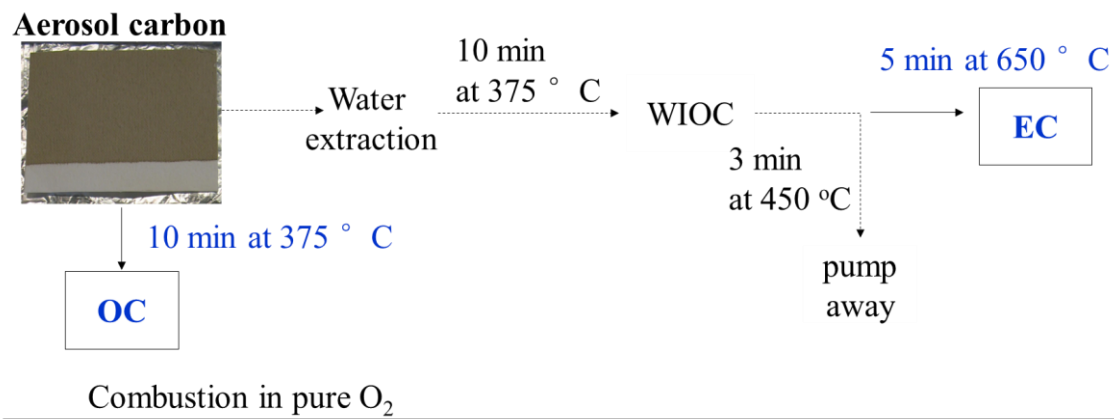 Aerosol carbon
10 min
at 375 ° C
5 min at 650 ° C
Water
extraction
WIOC
EC
3 min
at 450 ºC
10 min at 375 ° C
pump
away
OC
Combustion in pure O₂